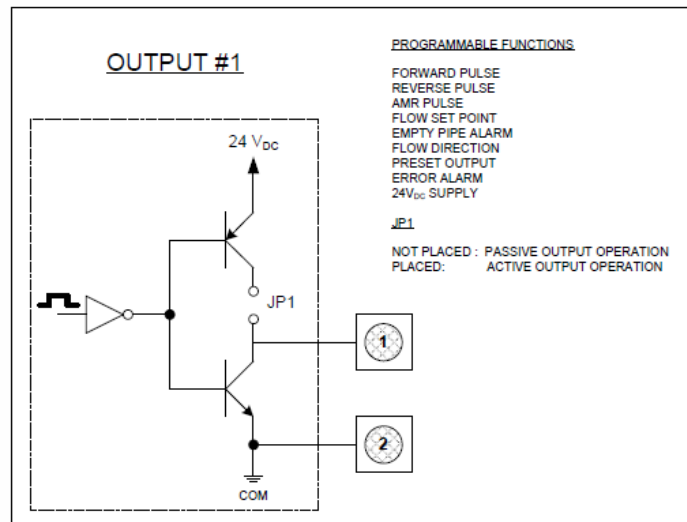 OUTPUT #1
24 VDC
JP1
1
2
COM
PROGRAMMABLE FUNCTIONS
FORWARD PULSE
REVERSE PULSE
AMR PULSE
FLOW SET POINT
EMPTY PIPE ALARM
FLOW DIRECTION
PRESET OUTPUT
ERROR ALARM
24VDC SUPPLY
JP1
NOT PLACED : PASSIVE OUTPUT OPERATION
PLACED: ACTIVE OUTPUT OPERATION